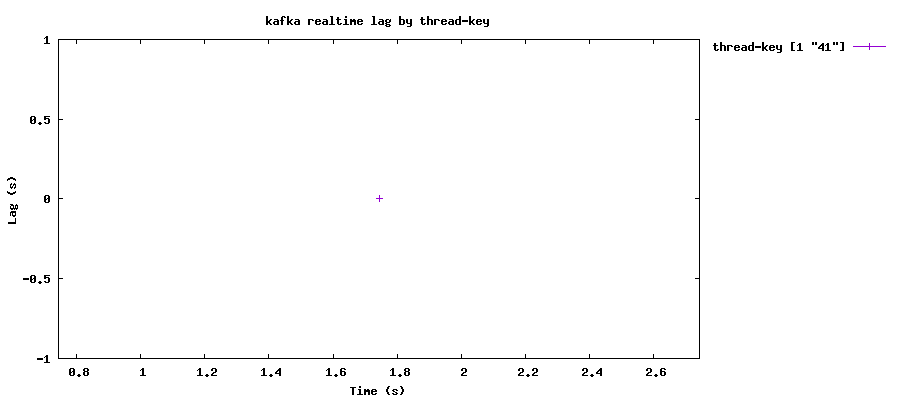 kafka realtime lag by thread-key
thread-key [1 "41"]
1
0.5
0
-0.5
-1
Lag (s)
0.8 1 1.2 1.4 1.6 1.8 2 2.2 2.4 2.6
Time (s)